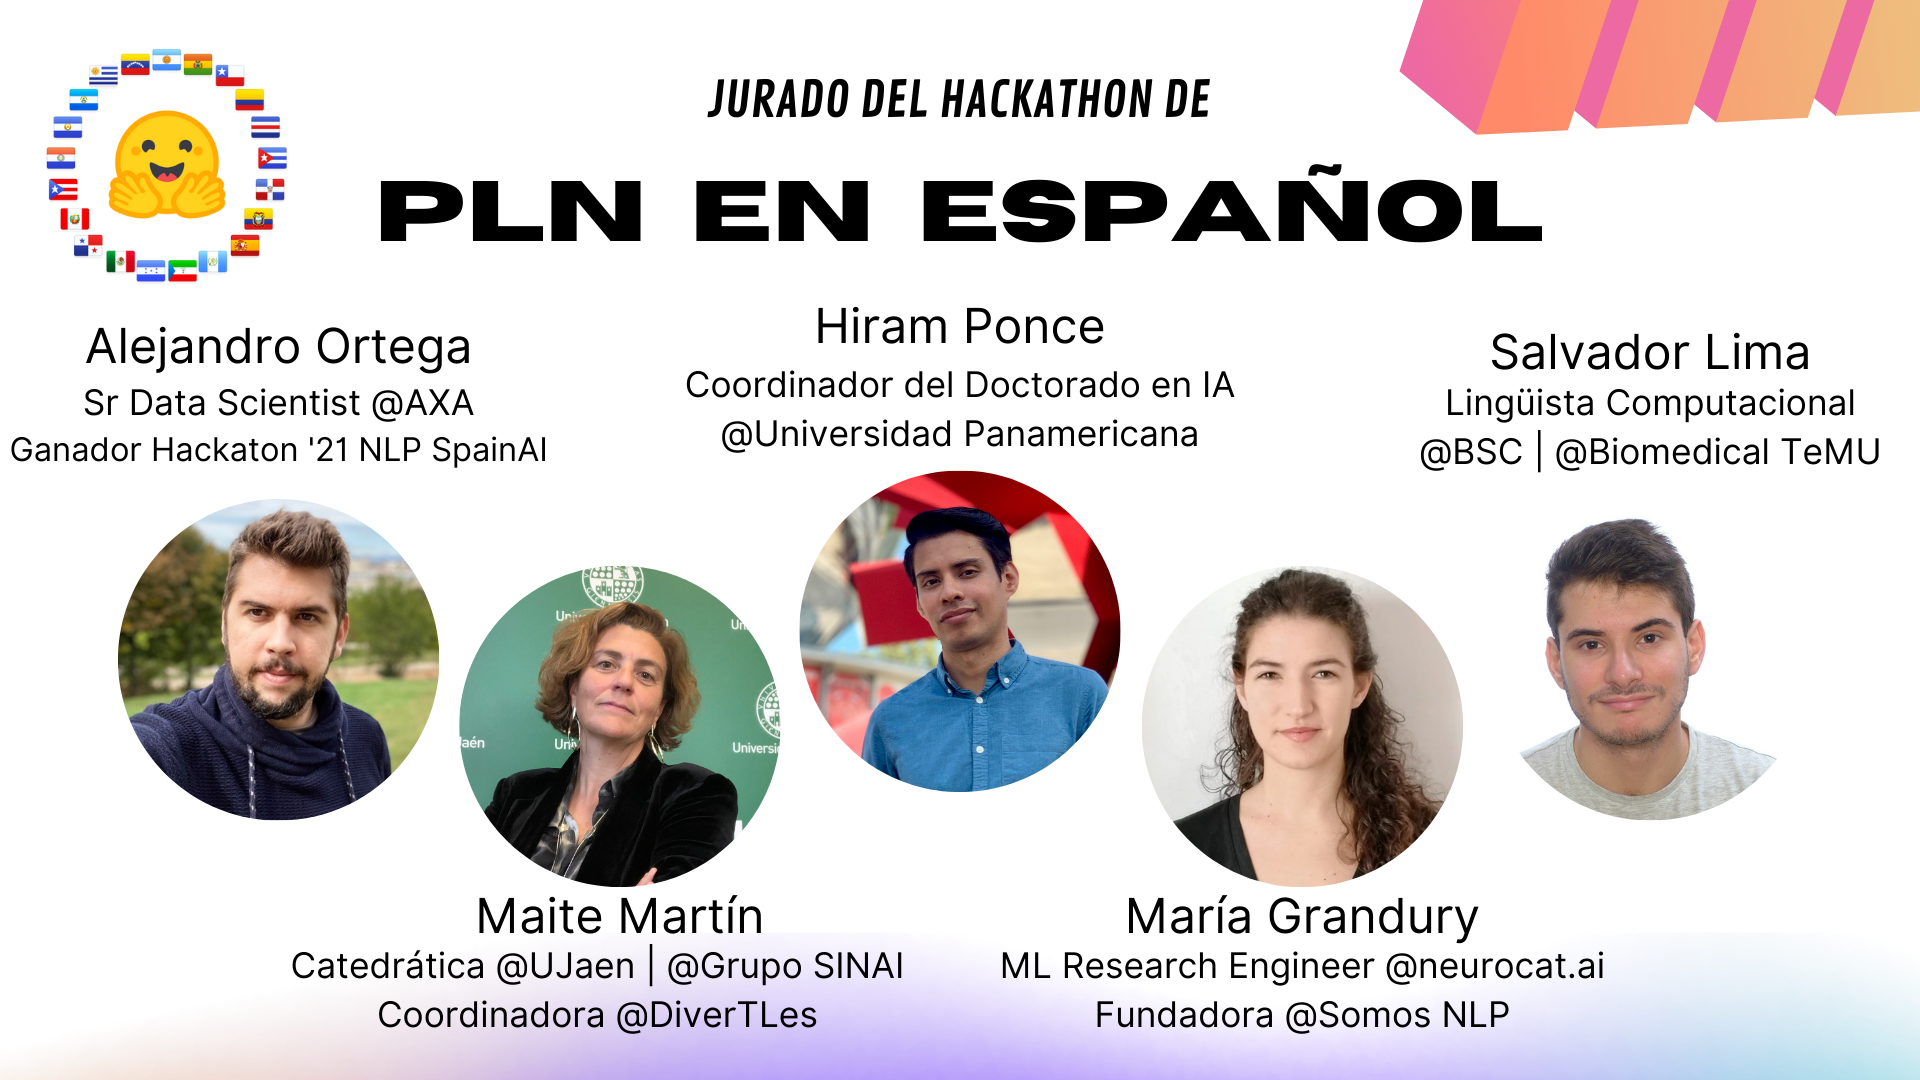 JURADO DEL HACKATHON DE
PLN EN ESPAÑOL
Alejandro Ortega
Sr Data Scientist @AXA
Ganador Hackaton '21 NLP SpainAI
Hiram Ponce
Coordinador del Doctorado en IA
@Universidad Panamericana
Salvador Lima
Lingüista Computacional
@BSC | @Biomedical TeMU
Maite Martín
Catedrática @UJaen | @Grupo SINAI
Coordinadora @DiverTLes
María Grandury
ML Research Engineer @neurocat.ai
Fundadora @Somos NLP